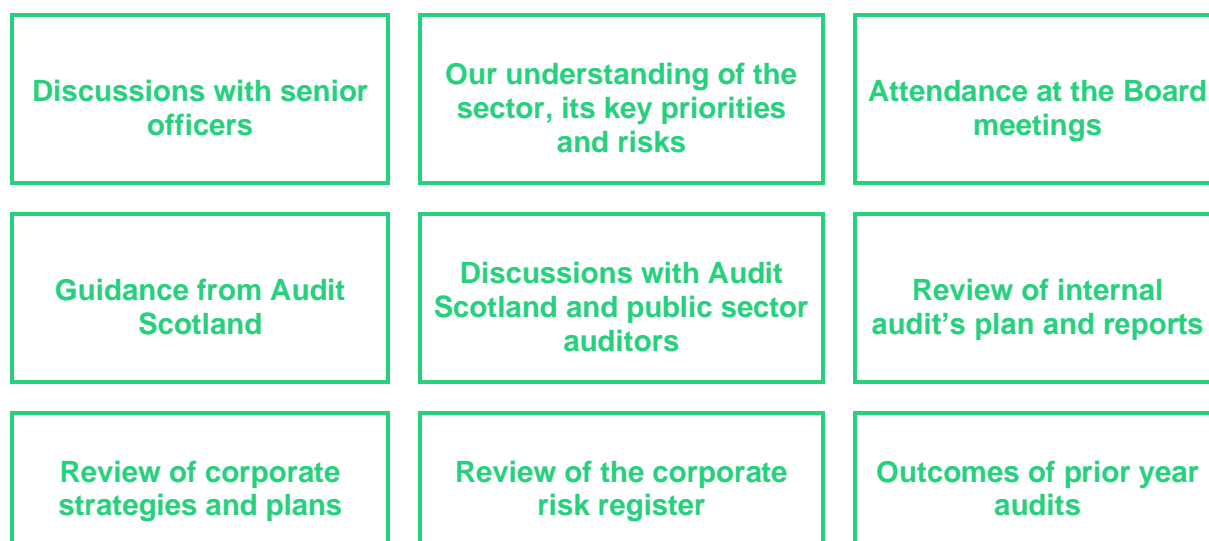 Discussions with senior
officers
Our understanding of the
sector, its key priorities
and risks
Attendance at the Board
meetings
Guidance from Audit
Scotland
Discussions with Audit
Scotland and public sector
auditors
Review of internal
audit’s plan and reports
Review of corporate
strategies and plans
Review of the corporate
risk register
Outcomes of prior year
audits